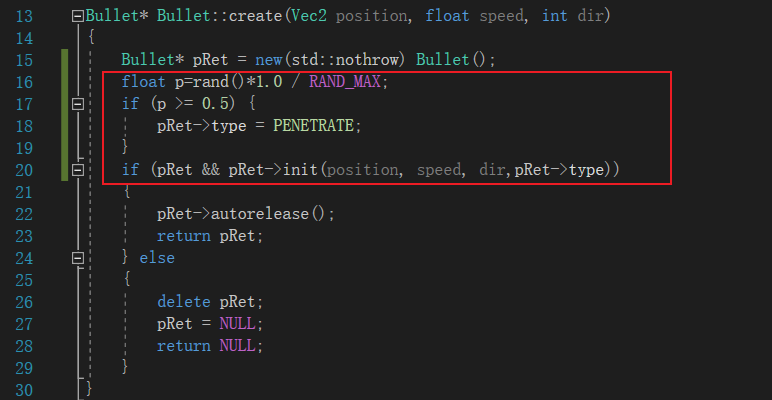 13 Bullet* Bullet::create(Vec2 position, float speed, int dir)
14 {
15 Bullet* pRet = new(std::nothrow) Bullet();
16 float p=rand()*1.0 / RAND_MAX;
17 if (p >= 0.5) {
18 pRet->type = PENETRATE;
19 }
20 if (pRet && pRet->init(position, speed, dir,pRet->type))
21 {
22 pRet->autorelease();
23 return pRet;
24 } else
25 {
26 delete pRet;
27 pRet = NULL;
28 return NULL;
29 }
30 }